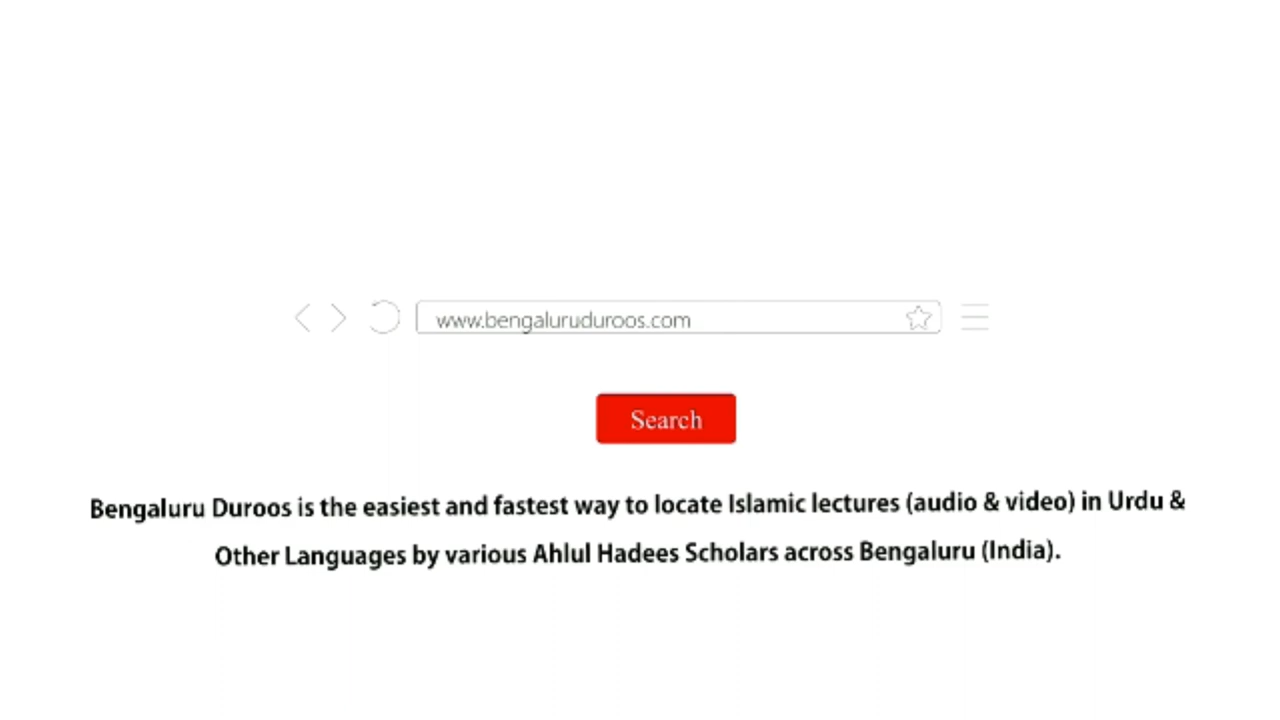 www.bengaluruduroos.com
Search
Bengaluru Duroos is the easiest and fastest way to locate Islamic lectures (audio & video) in Urdu &
Other Languages by various Ahlul Hadees Scholars across Bengaluru (India).